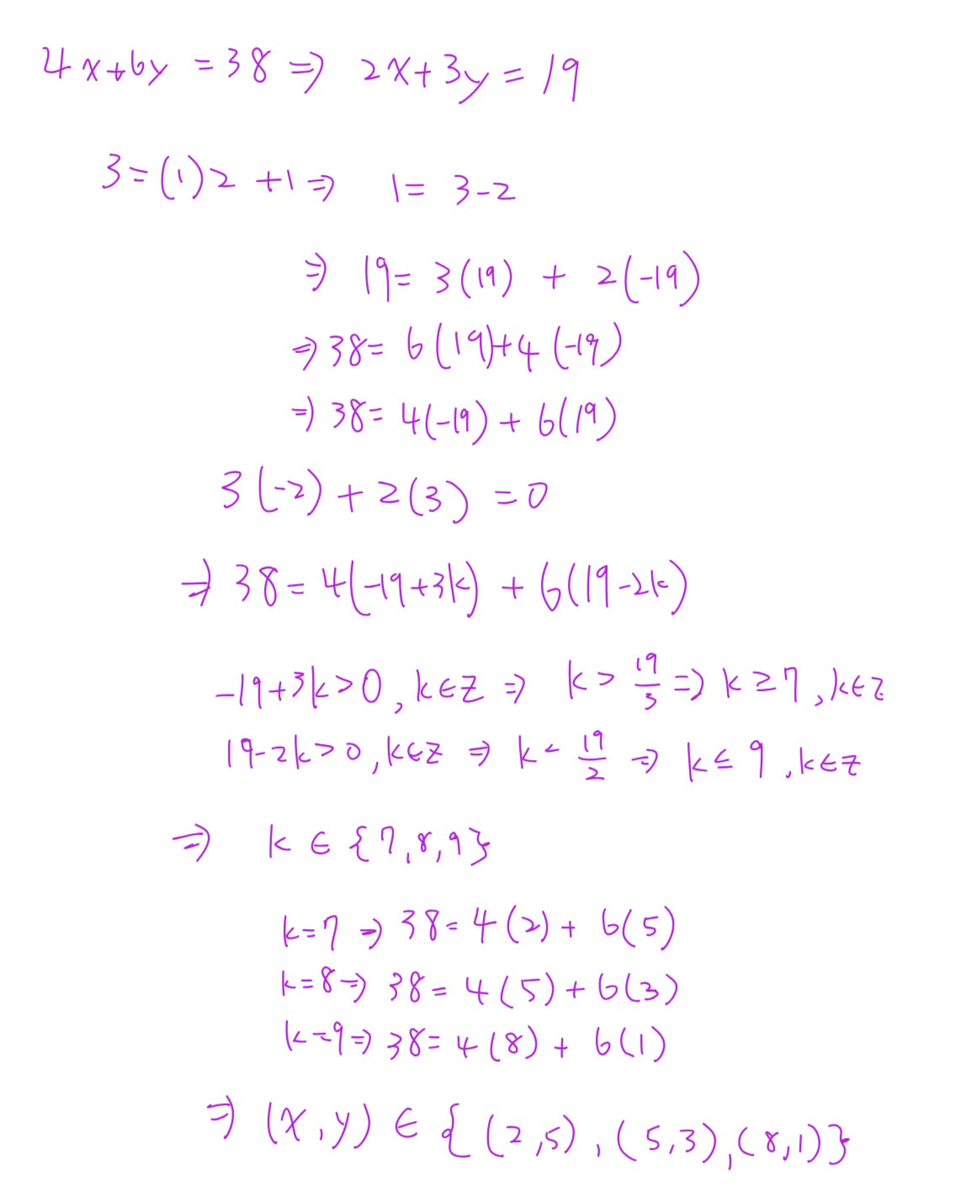 4x+6y = 38 ⇒ 2x+3y = 19
3=(1)2 +1 ⇒ 1= 3-2
⇒ 19= 3(19) + 2(-19)
⇒ 38= 6(19)+4(-19)
⇒ 38= 4(-19) + 6(19)
3(-2) + 2(3) = 0
⇒ 38= 4(-19+3k) + 6(19-2k)
-19+3k>0, k∈Z ⇒ k > 19/3 ⇒ k≥7, k∈Z
19-2k>0, k∈Z ⇒ k < 19/2 ⇒ k≤9, k∈Z
⇒ k ∈ {7,8,9}
k=7 ⇒ 38= 4(2) + 6(5)
k=8 ⇒ 38= 4(5) + 6(3)
k=9 ⇒ 38= 4(8) + 6(1)
⇒ (x,y) ∈ {(2,5), (5,3), (8,1)}